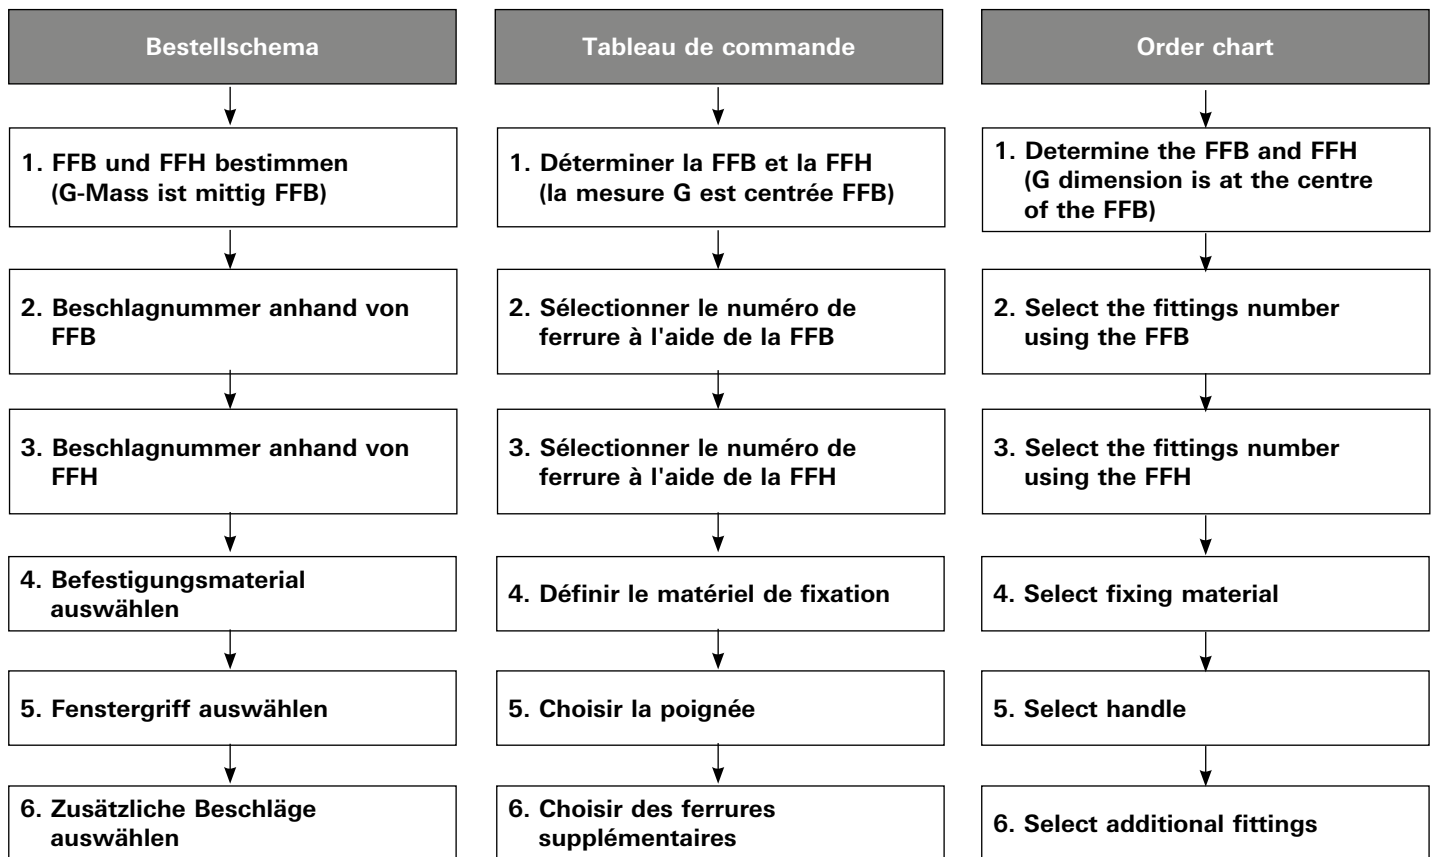 Bestellschema
1. FFB und FFH bestimmen
(G-Mass ist mittig FFB)
2. Beschlagnummer anhand von
FFB
3. Beschlagnummer anhand von
FFH
4. Befestigungsmaterial
auswählen
5. Fenstergriff auswählen
6. Zusätzliche Beschläge
auswählen
Tableau de commande
1. Déterminer la FFB et la FFH
(la mesure G est centrée FFB)
2. Sélectionner le numéro de
ferrure à l'aide de la FFB
3. Sélectionner le numéro de
ferrure à l'aide de la FFH
4. Définir le matériel de fixation
5. Choisir la poignée
6. Choisir des ferrures
supplémentaires
Order chart
1. Determine the FFB and FFH
(G dimension is at the centre
of the FFB)
2. Select the fittings number
using the FFB
3. Select the fittings number
using the FFH
4. Select fixing material
5. Select handle
6. Select additional fittings